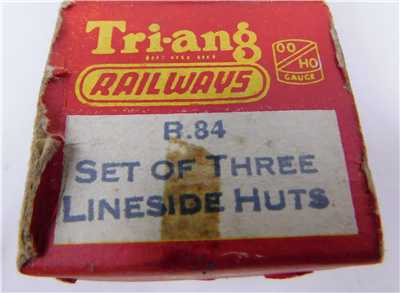 Tri-ang
RAILWAYS
OO
HO
GAUGE
R.84
SET OF THREE
LINESIDE HUTS